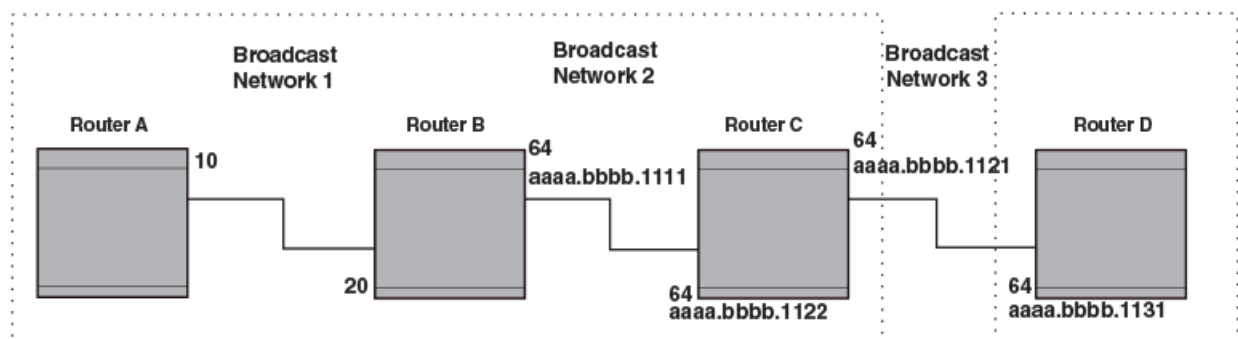 Broadcast
Network 1
Broadcast
Network 2
Broadcast
Network 3
Router A
Router B
Router C
Router D
10
64
aaaa.bbbb.1111
64
aaaa.bbbb.1121
20
64
aaaa.bbbb.1122
64
aaaa.bbbb.1131